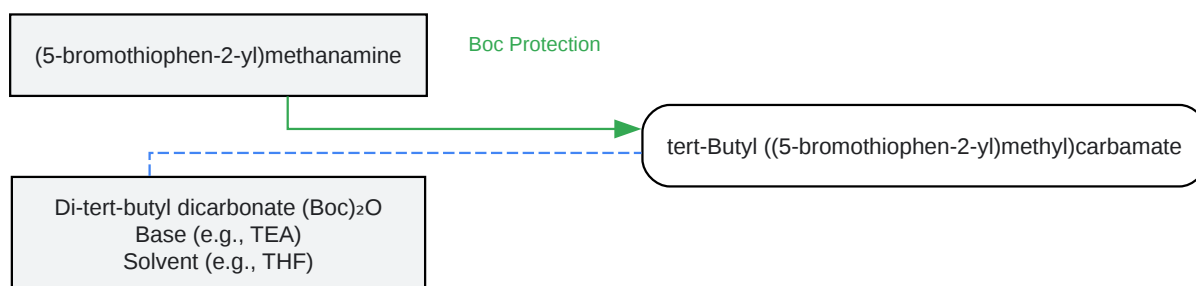 (5-bromothiophen-2-yl)methanamine
Boc Protection
tert-Butyl ((5-bromothiophen-2-yl)methyl)carbamate
Di-tert-butyl dicarbonate (Boc)₂O
Base (e.g., TEA)
Solvent (e.g., THF)